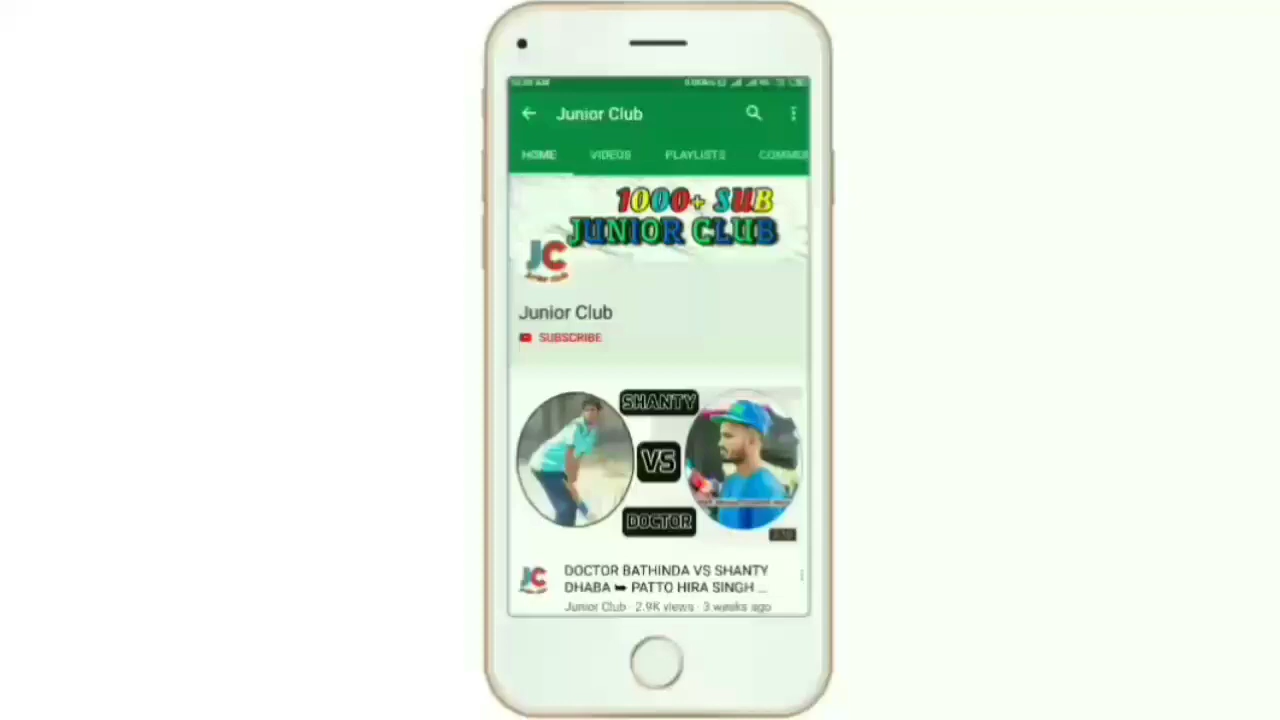 Junior Club
HOME VIDEOS PLAYLISTS
1000+ SUB
JUNIOR CLUB
JC
Junior Club
SUBSCRIBE
SHANTY
VS
DOCTOR
JC
DOCTOR BATHINDA VS SHANTY
DHABA ➥ PATTO HIRA SINGH ...
Junior Club · 2.9K views · 3 weeks ago